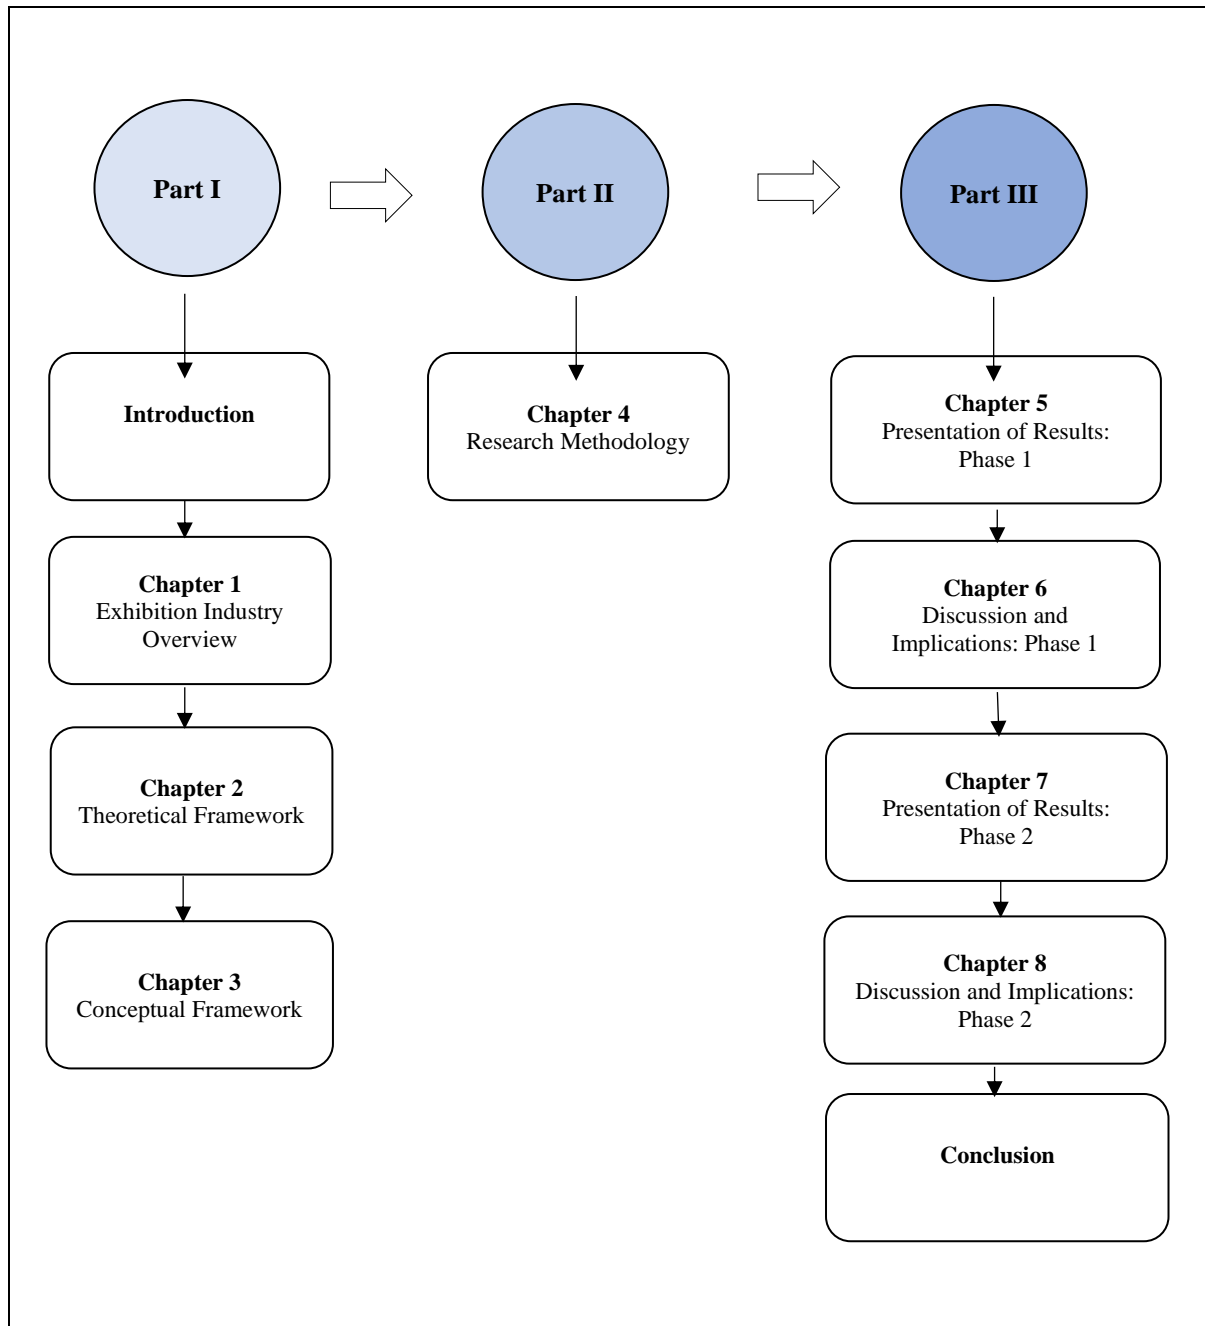 Part I
Part II
Part III
Introduction
Chapter 1
Exhibition Industry
Overview
Chapter 2
Theoretical Framework
Chapter 3
Conceptual Framework
Chapter 4
Research Methodology
Chapter 5
Presentation of Results:
Phase 1
Chapter 6
Discussion and
Implications: Phase 1
Chapter 7
Presentation of Results:
Phase 2
Chapter 8
Discussion and Implications:
Phase 2
Conclusion